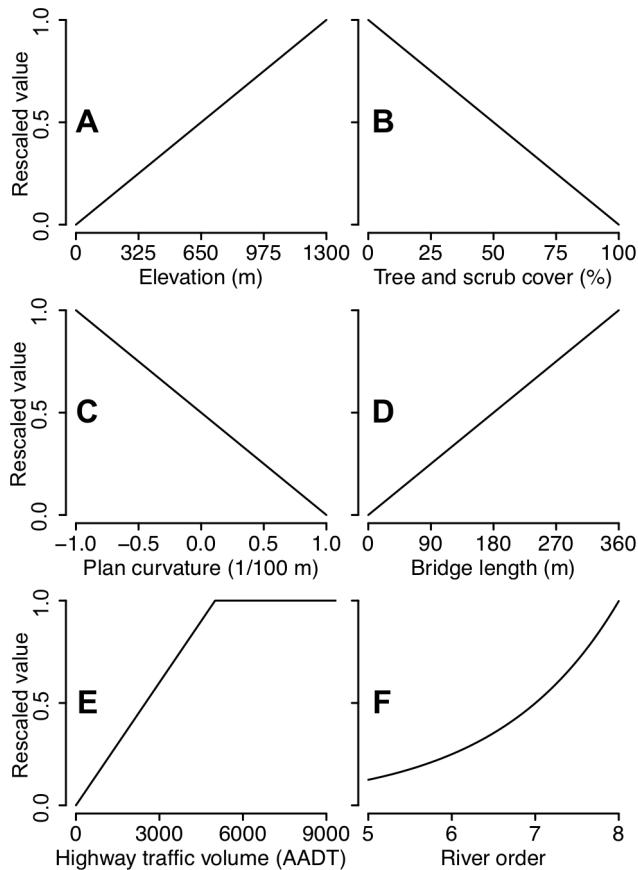 Rescaled value
0.0 0.5 1.0
A
0 325 650 975 1300
Elevation (m)
B
0 25 50 75 100
Tree and scrub cover (%)
Rescaled value
0.0 0.5 1.0
C
−1.0 −0.5 0.0 0.5 1.0
Plan curvature (1/100 m)
D
0 90 180 270 360
Bridge length (m)
Rescaled value
0.0 0.5 1.0
E
0 3000 6000 9000
Highway traffic volume (AADT)
F
5 6 7 8
River order